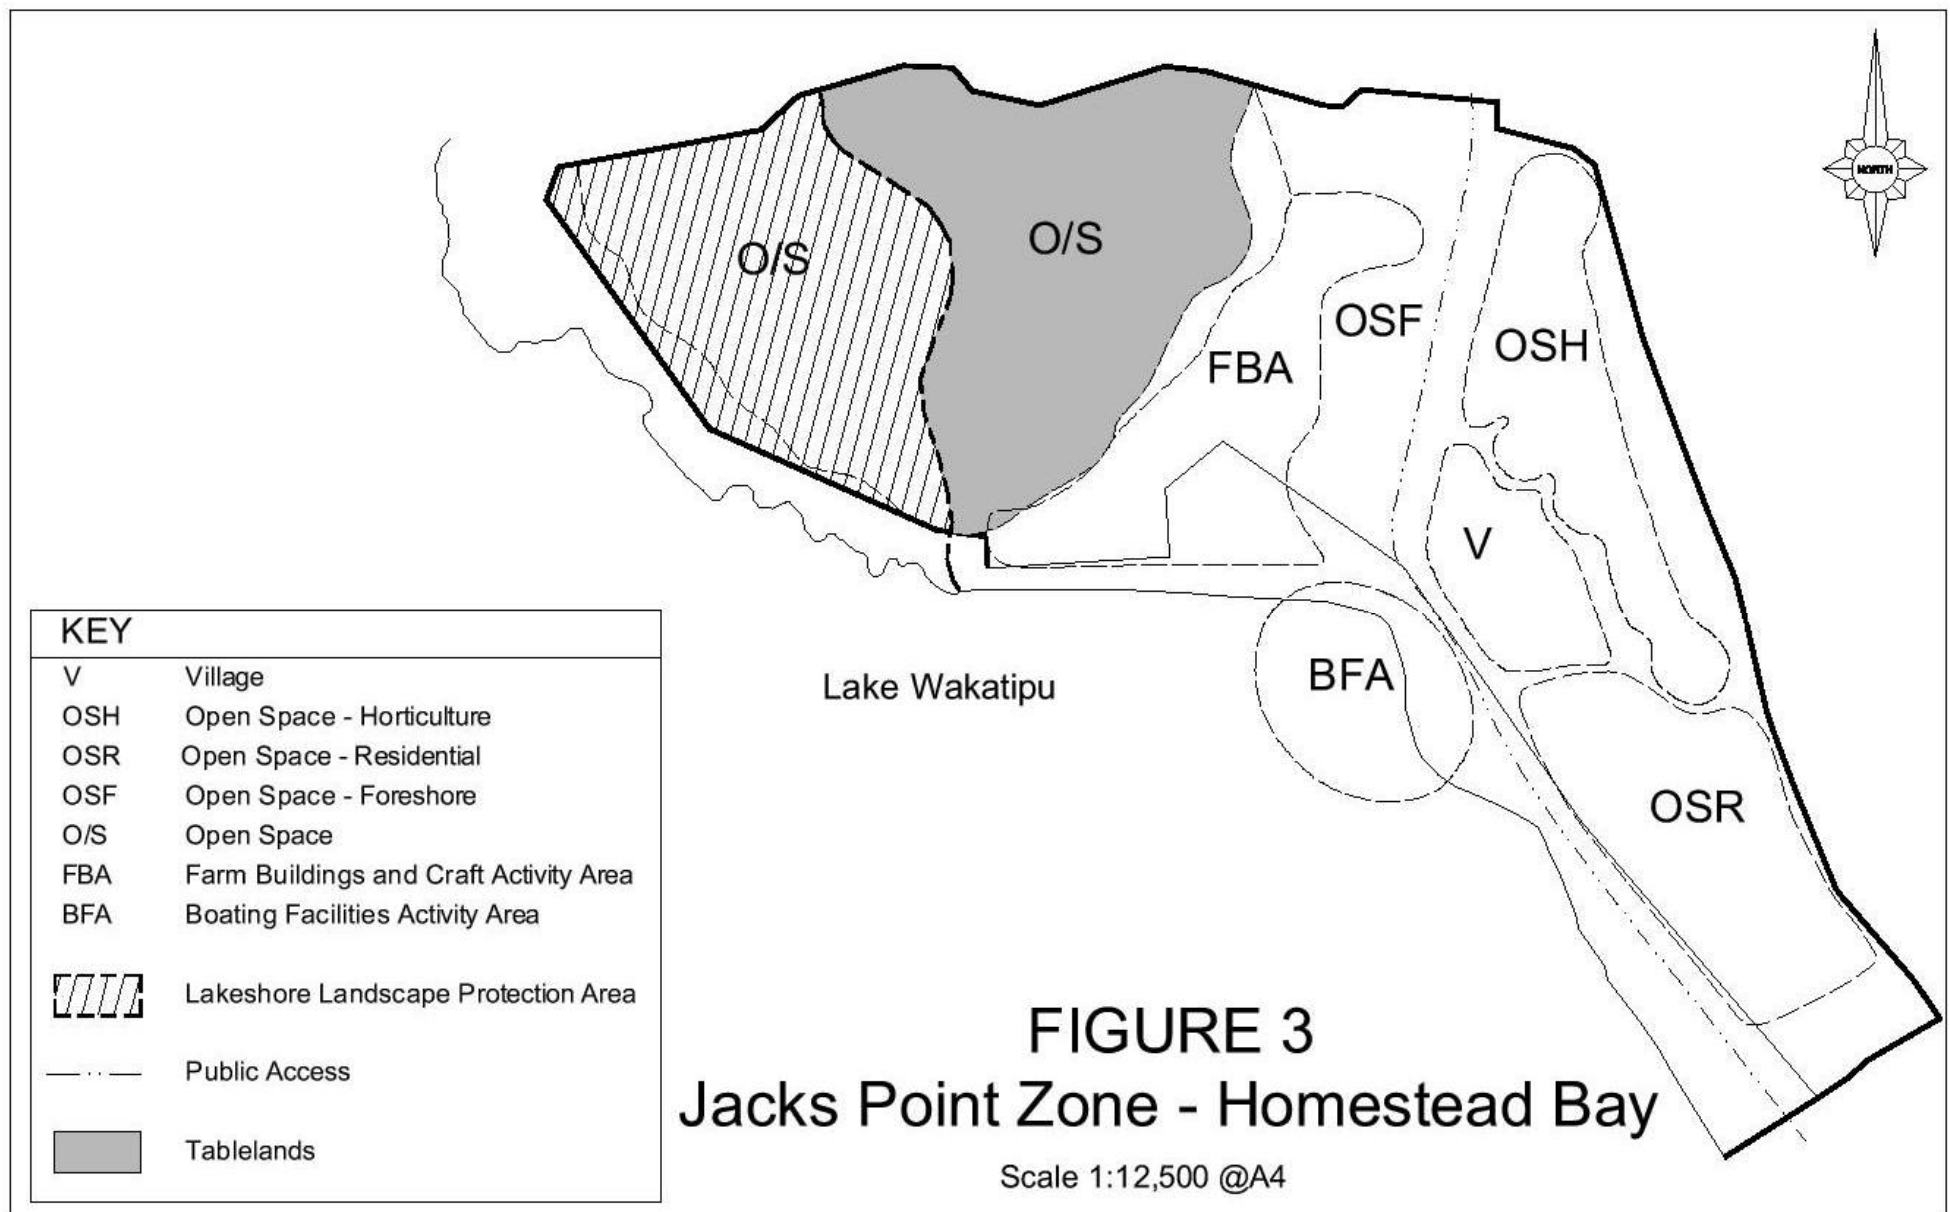 NORTH
O/S
O/S
OSF
OSH
FBA
V
BFA
OSR
Lake Wakatipu
KEY
V Village
OSH Open Space - Horticulture
OSR Open Space - Residential
OSF Open Space - Foreshore
O/S Open Space
FBA Farm Buildings and Craft Activity Area
BFA Boating Facilities Activity Area
Lakeshore Landscape Protection Area
Public Access
Tablelands
FIGURE 3
Jacks Point Zone - Homestead Bay
Scale 1:12,500 @A4